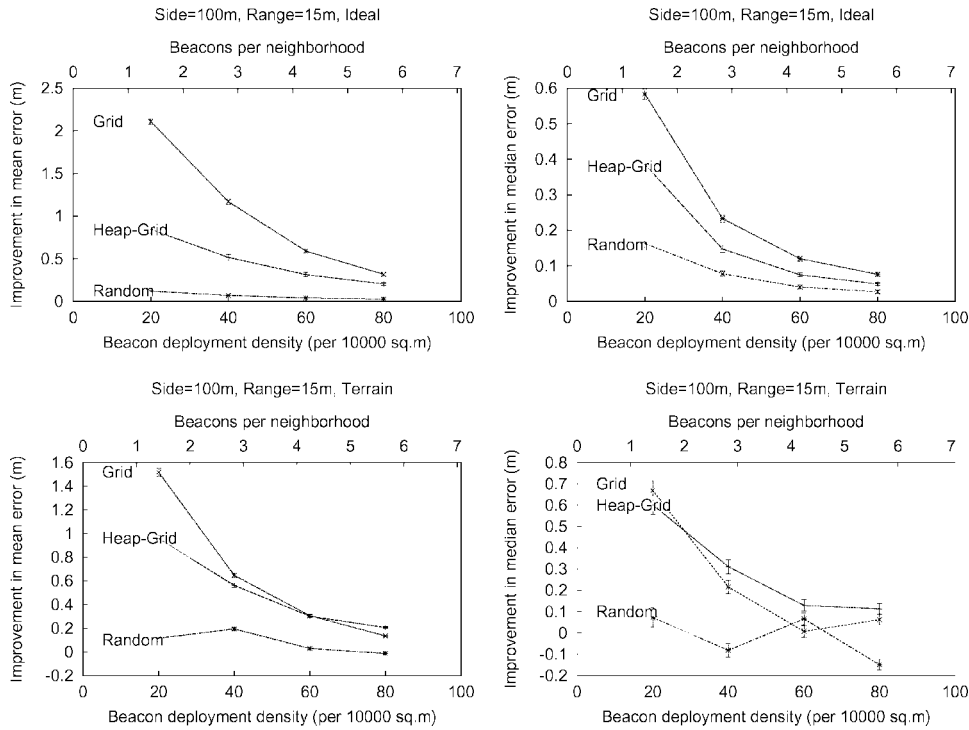 Side=100m, Range=15m, Ideal
Beacons per neighborhood
0 1 2 3 4 5 6 7
Improvement in mean error (m)
2.5
2
1.5
1
0.5
0
Grid
Heap-Grid
Random
0 20 40 60 80 100
Beacon deployment density (per 10000 sq.m)
Side=100m, Range=15m, Ideal
Beacons per neighborhood
0 1 2 3 4 5 6 7
Improvement in median error (m)
0.6
0.5
0.4
0.3
0.2
0.1
0
Grid
Heap-Grid
Random
0 20 40 60 80 100
Beacon deployment density (per 10000 sq.m)
Side=100m, Range=15m, Terrain
Beacons per neighborhood
0 1 2 3 4 5 6 7
Improvement in mean error (m)
1.6
1.4
1.2
1
0.8
0.6
0.4
0.2
0
-0.2
Grid
Heap-Grid
Random
0 20 40 60 80 100
Beacon deployment density (per 10000 sq.m)
Side=100m, Range=15m, Terrain
Beacons per neighborhood
0 1 2 3 4 5 6 7
Improvement in median error (m)
0.8
0.7
0.6
0.5
0.4
0.3
0.2
0.1
0
-0.1
-0.2
Grid
Heap-Grid
Random
0 20 40 60 80 100
Beacon deployment density (per 10000 sq.m)